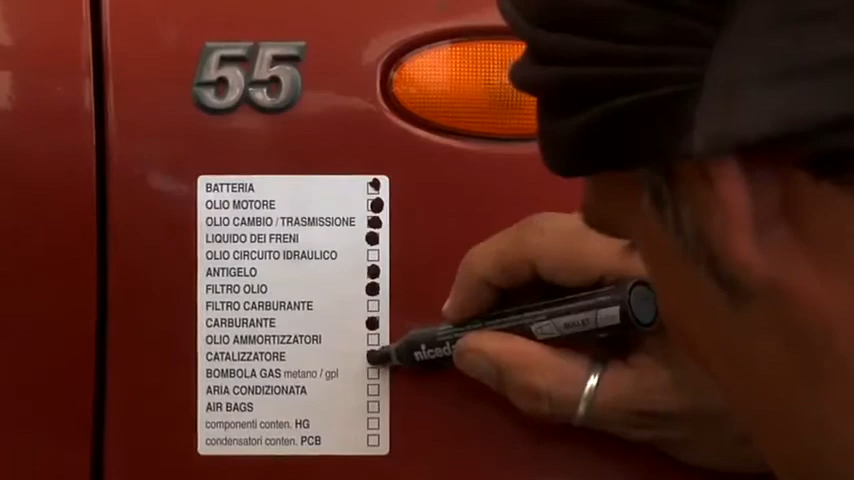 55
BATTERIA
OLIO MOTORE
OLIO CAMBIO / TRASMISSIONE
LIQUIDO DEI FRENI
OLIO CIRCUITO IDRAULICO
ANTIGELO
FILTRO OLIO
FILTRO CARBURANTE
CARBURANTE
OLIO AMMORTIZZATORI
CATALIZZATORE
BOMBOLA GAS metano / gpl
ARIA CONDIZIONATA
AIR BAGS
componenti conten. HG
condensatori conten. PCB
BULLET